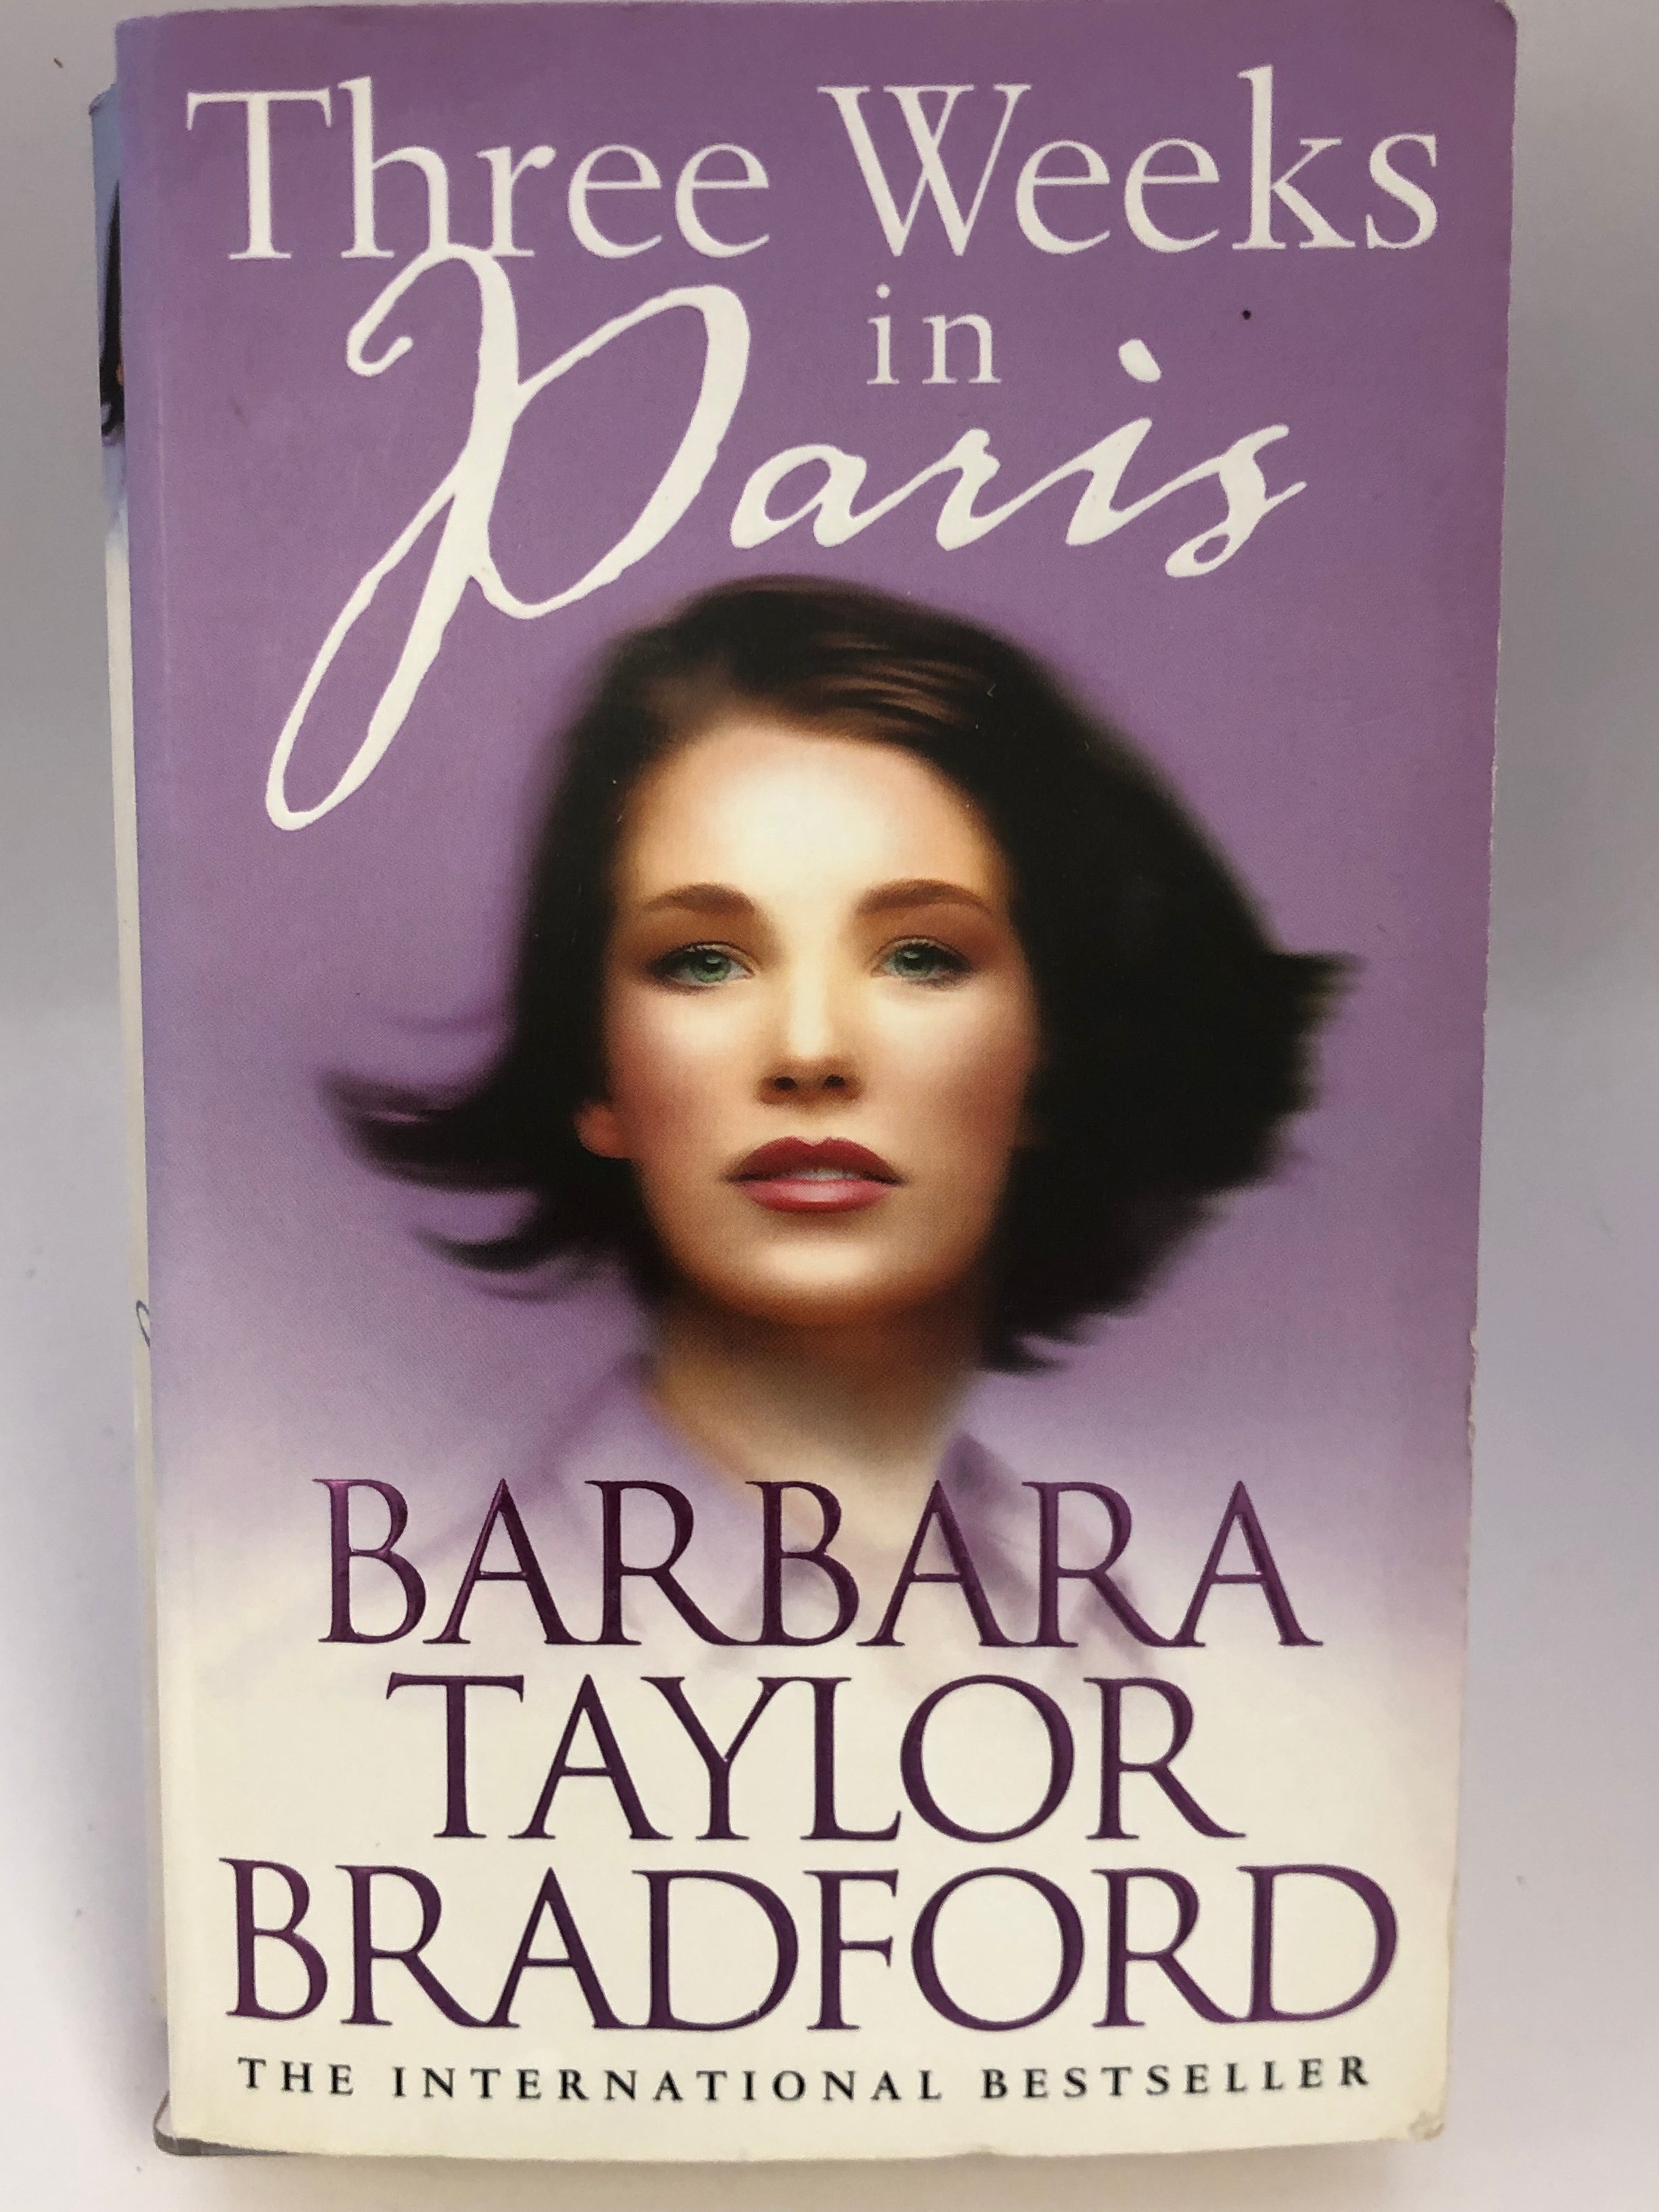 Three Weeks
in
Paris
BARBARA
TAYLOR
BRADFORD
THE INTERNATIONAL BESTSELLER